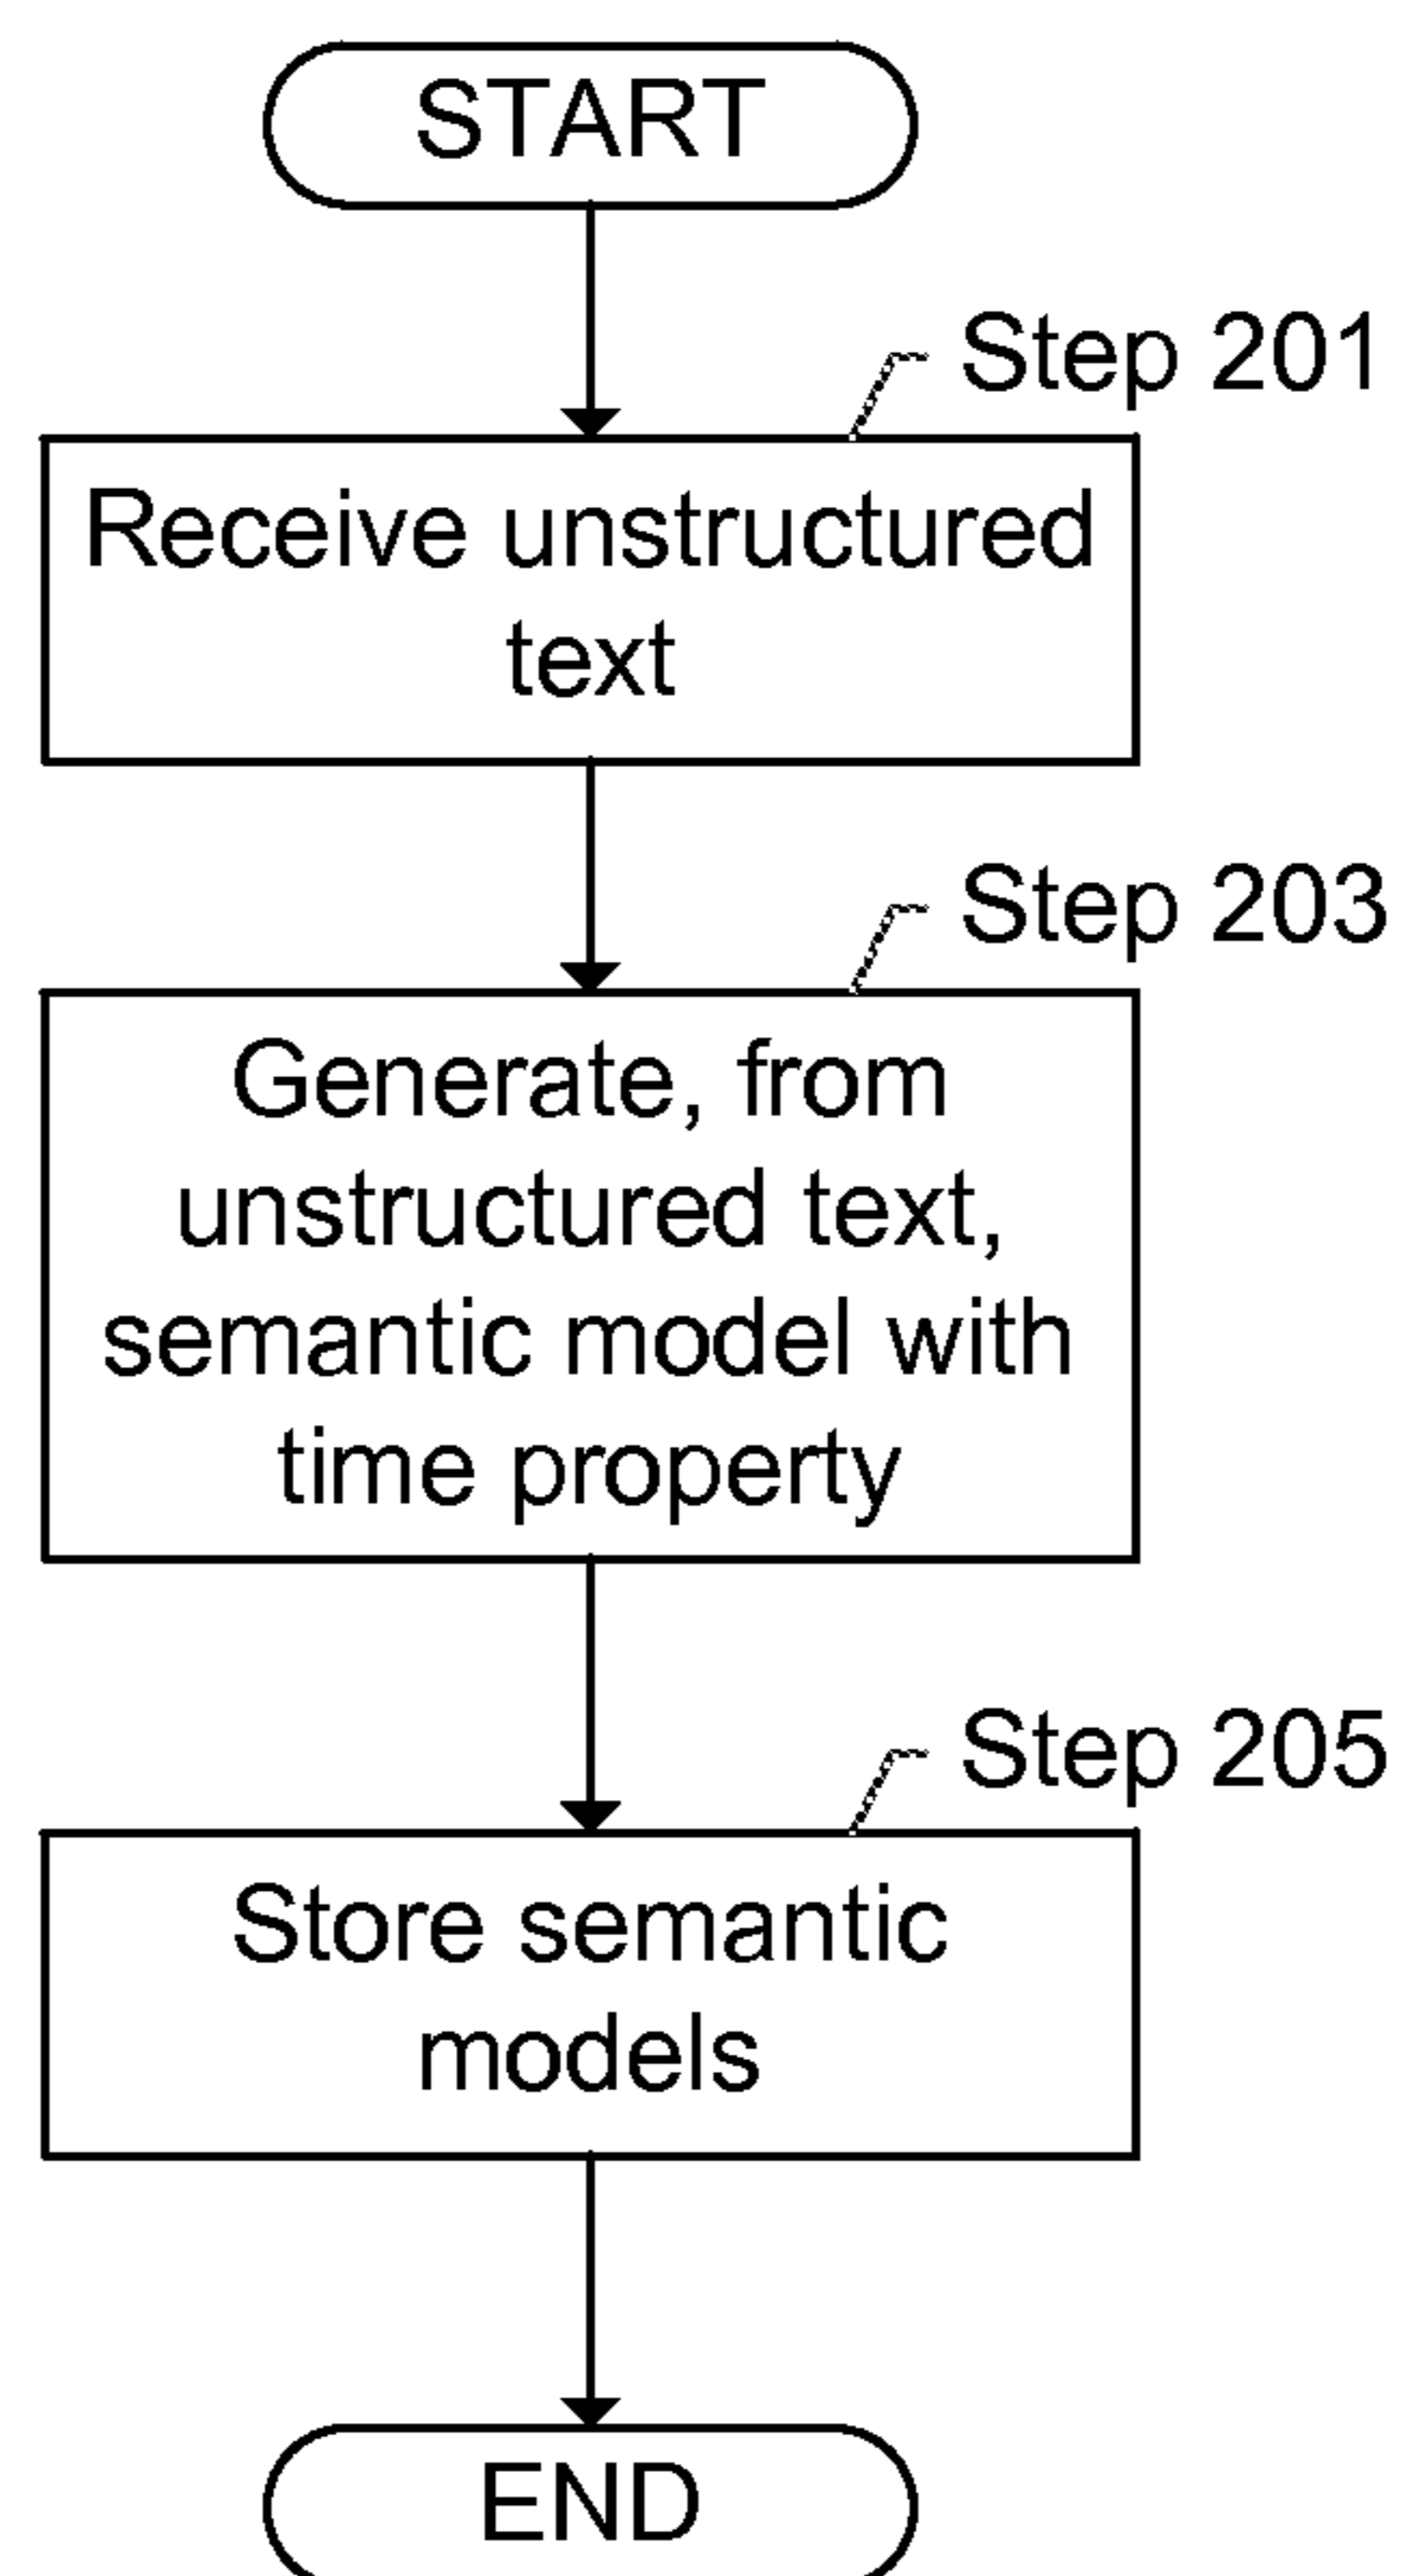 START
Step 201
Receive unstructured
text
Step 203
Generate, from
unstructured text,
semantic model with
time property
Step 205
Store semantic
models
END